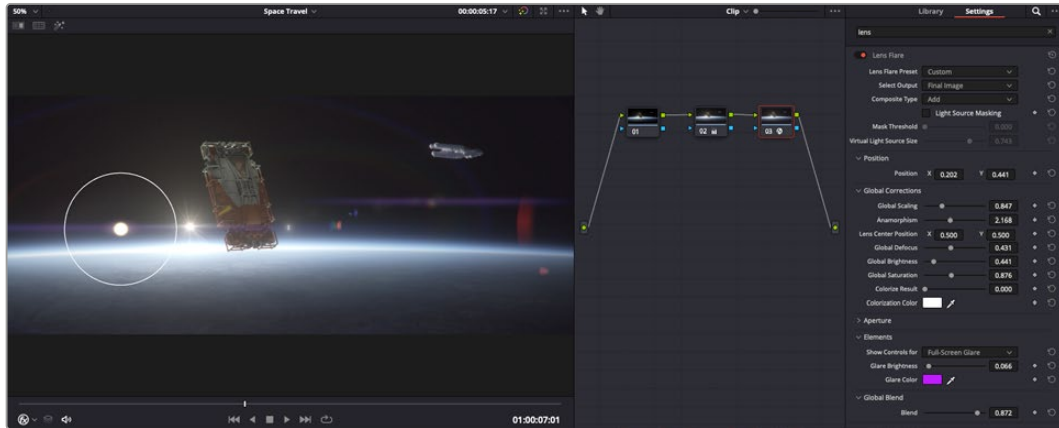 50% Space Travel 00:00:05:17 Clip Library Settings
lens
Lens Flare
Lens Flare Preset Custom
Select Output Final Image
Composite Type Add
Light Source Masking
Mask Threshold 0.000
Virtual Light Source Size 0.743
Position
Position X 0.202 Y 0.441
Global Corrections
Global Scaling 0.847
Anamorphism 2.168
Lens Center Position X 0.500 Y 0.500
Global Defocus 0.431
Global Brightness 0.441
Global Saturation 0.876
Colorize Result 0.000
Colorization Color
Aperture
Elements
Show Controls for Full-Screen Glare
Glare Brightness 0.066
Glare Color
Global Blend
Blend 0.872
01 02 03
01:00:07:01